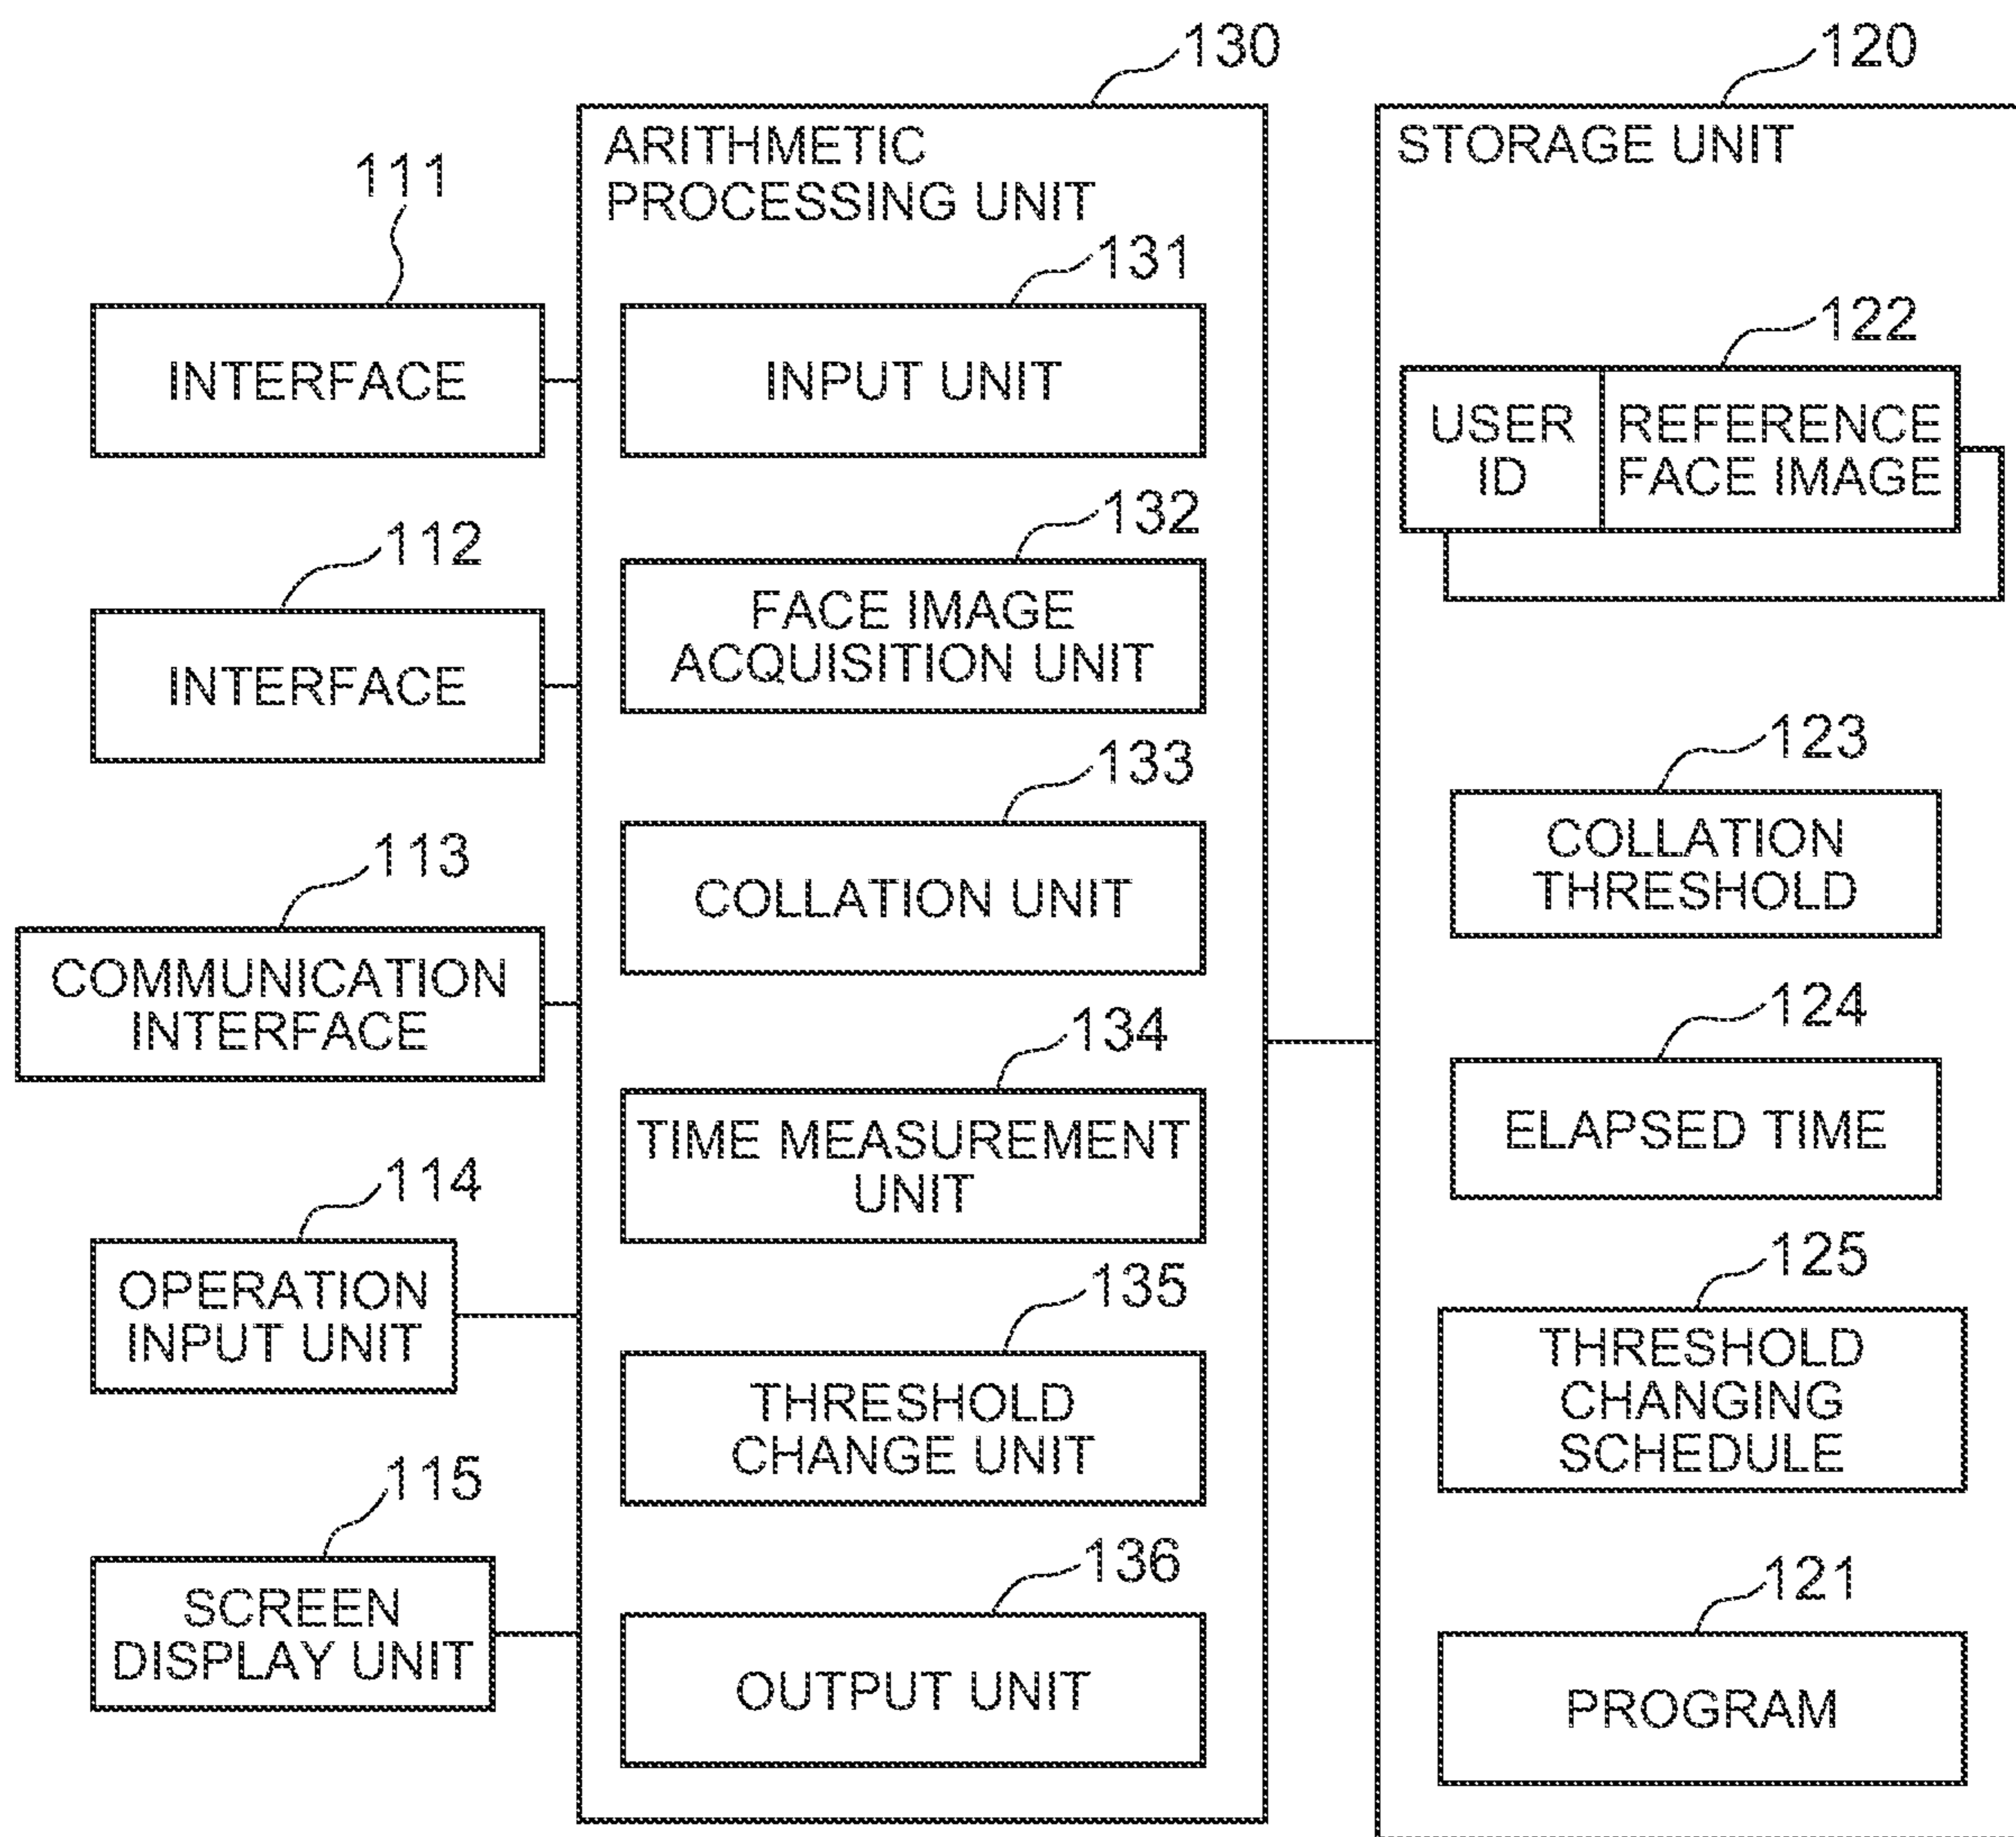 130
120
ARITHMETIC
PROCESSING UNIT
STORAGE UNIT
111
INTERFACE
131
INPUT UNIT
122
USER
ID
REFERENCE
FACE IMAGE
112
INTERFACE
132
FACE IMAGE
ACQUISITION UNIT
123
COLLATION
THRESHOLD
133
COLLATION UNIT
113
COMMUNICATION
INTERFACE
124
ELAPSED TIME
134
TIME MEASUREMENT
UNIT
114
OPERATION
INPUT UNIT
125
THRESHOLD
CHANGING
SCHEDULE
135
THRESHOLD
CHANGE UNIT
115
SCREEN
DISPLAY UNIT
136
OUTPUT UNIT
121
PROGRAM